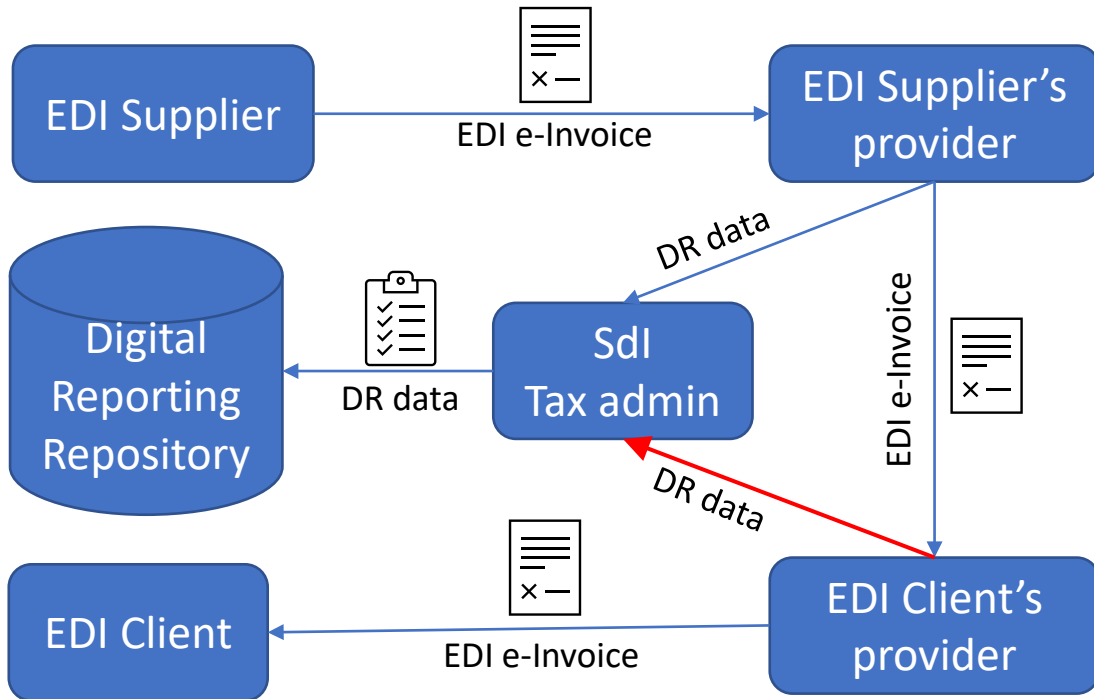 EDI Supplier
EDI e-Invoice
EDI Supplier’s
provider
DR data
EDI e-Invoice
Digital
Reporting
Repository
DR data
SdI
Tax admin
DR data
EDI Client
EDI e-Invoice
EDI Client’s
provider